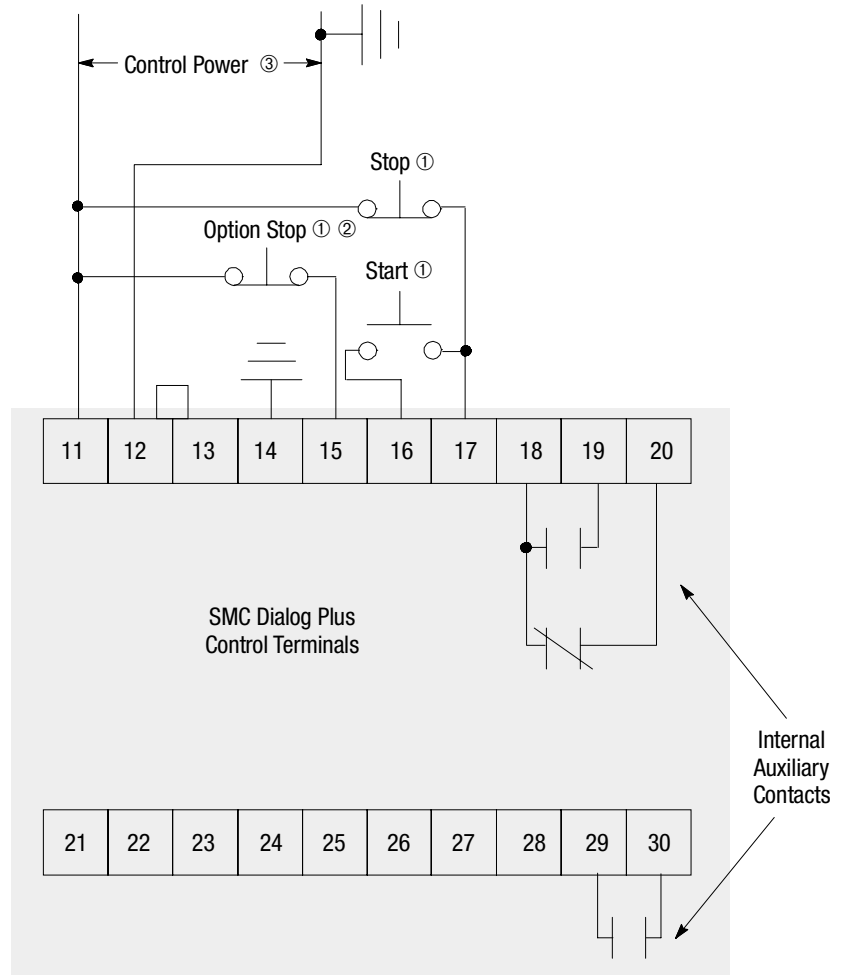 Control Power ③
Stop ①
Option Stop ① ②
Start ①
11 12 13 14 15 16 17 18 19 20
SMC Dialog Plus
Control Terminals
Internal
Auxiliary
Contacts
21 22 23 24 25 26 27 28 29 30